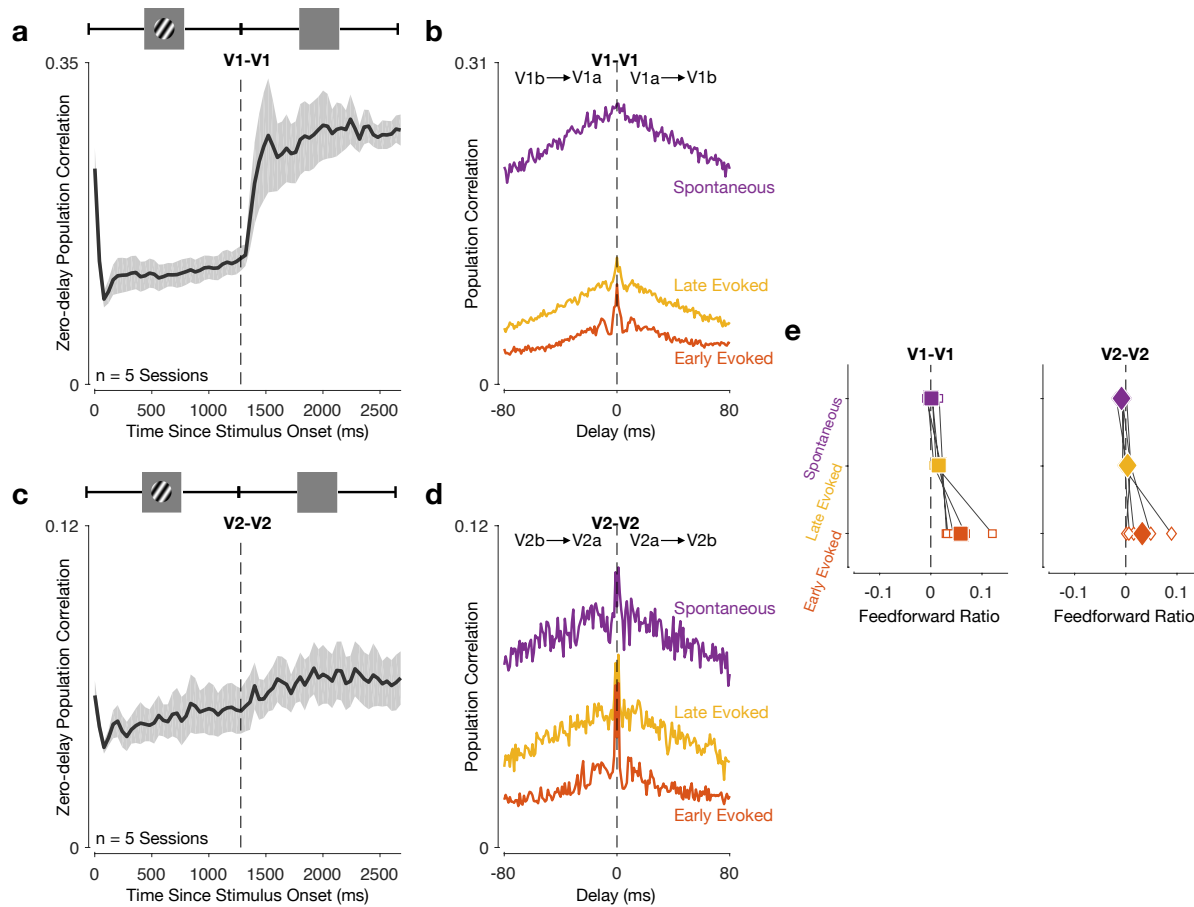 a
V1-V1
0.35
Zero-delay Population Correlation
0
n = 5 Sessions
0 500 1000 1500 2000 2500
Time Since Stimulus Onset (ms)
b
V1-V1
0.31
V1b→V1a V1a→V1b
Population Correlation
Spontaneous
Late Evoked
Early Evoked
0
-80 0 80
Delay (ms)
c
V2-V2
0.12
Zero-delay Population Correlation
0
n = 5 Sessions
0 500 1000 1500 2000 2500
Time Since Stimulus Onset (ms)
d
V2-V2
0.12
V2b→V2a V2a→V2b
Population Correlation
Spontaneous
Late Evoked
Early Evoked
0
-80 0 80
Delay (ms)
e
V1-V1 V2-V2
Spontaneous
Late Evoked
Early Evoked
-0.1 0 0.1 -0.1 0 0.1
Feedforward Ratio Feedforward Ratio